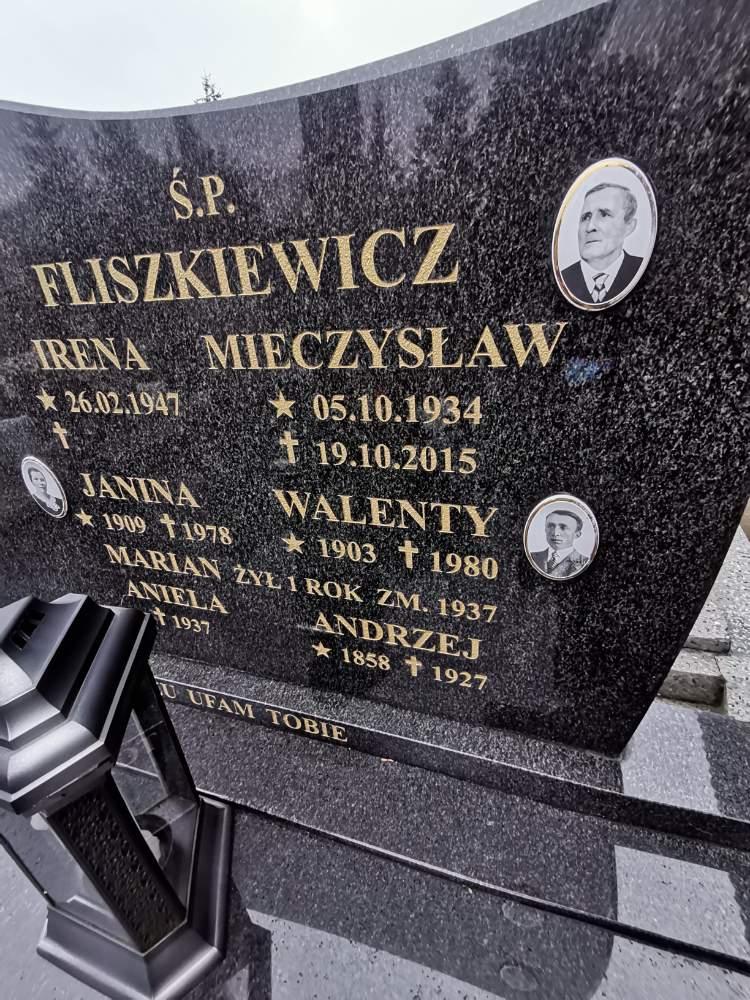 Ś.P.
FLISZKIEWICZ
IRENA MIECZYSŁAW
★ 26.02.1947 ★ 05.10.1934
✝ ✝ 19.10.2015
JANINA WALENTY
★ 1909 ✝ 1978 ★ 1903 ✝ 1980
MARIAN ŻYŁ 1 ROK ZM. 1937
ANIELA ANDRZEJ
✝ 1937 ★ 1858 ✝ 1927
UFAM TOBIE